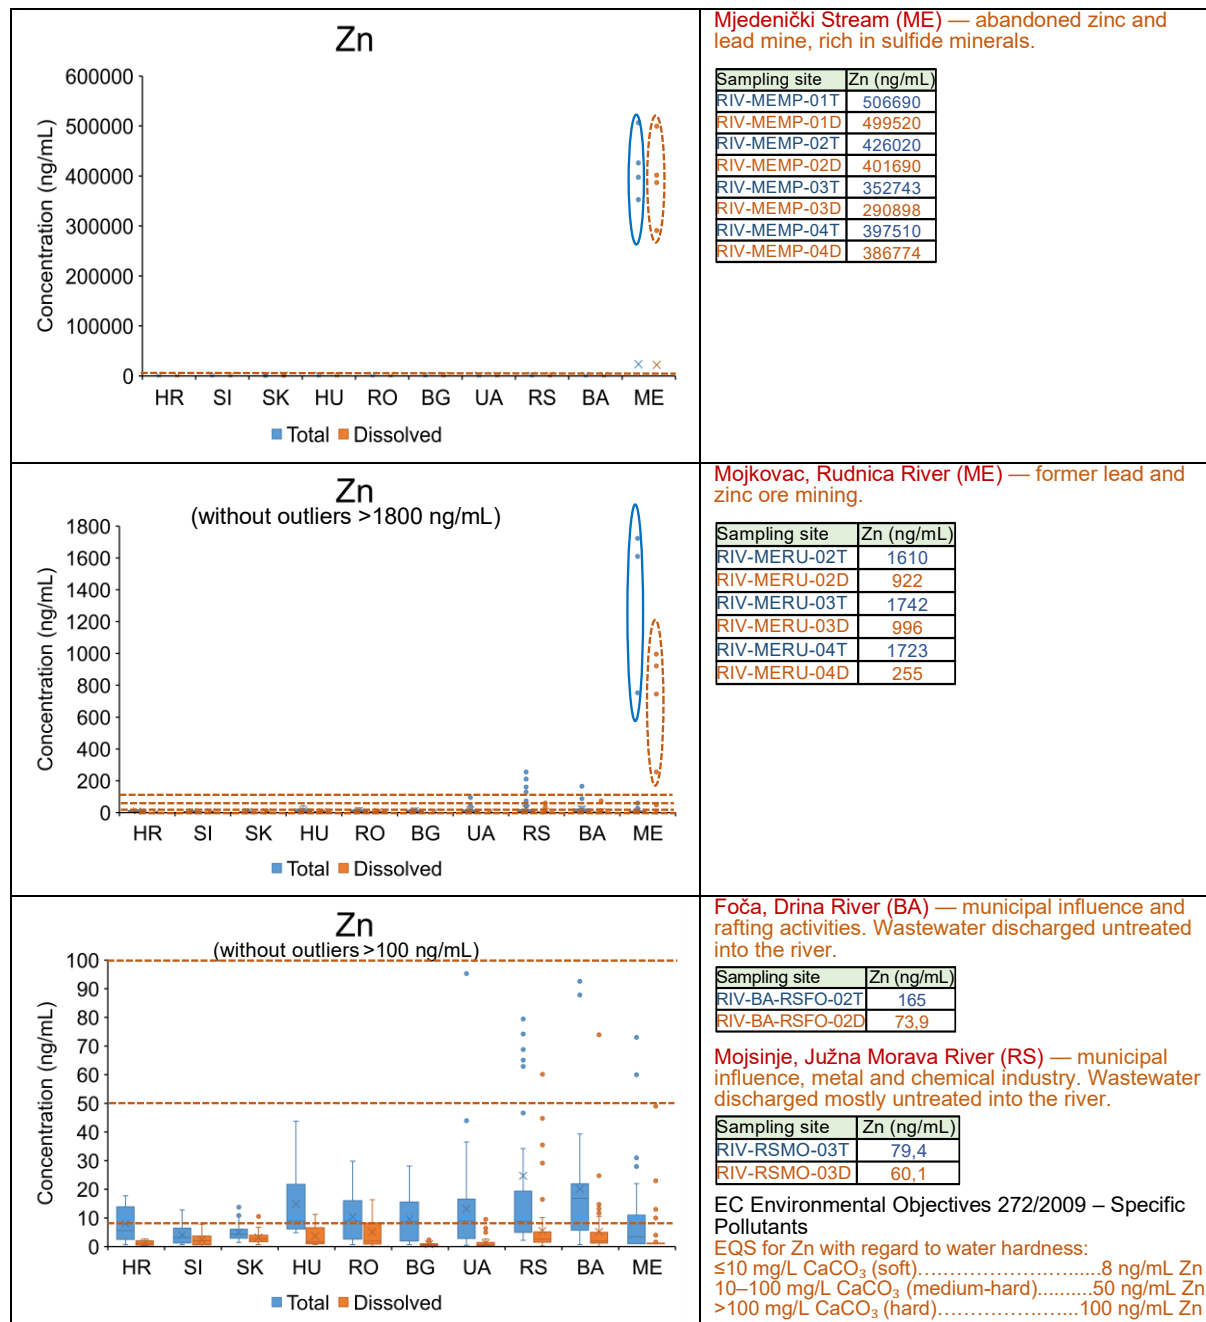 Zn
600000
500000
400000
300000
200000
100000
0
Concentration (ng/mL)
HR SI SK HU RO BG UA RS BA ME
Total Dissolved
Mjedenički Stream (ME) — abandoned zinc and
lead mine, rich in sulfide minerals.
Sampling site Zn (ng/mL)
RIV-MEMP-01T 506690
RIV-MEMP-01D 499520
RIV-MEMP-02T 426020
RIV-MEMP-02D 401690
RIV-MEMP-03T 352743
RIV-MEMP-03D 290898
RIV-MEMP-04T 397510
RIV-MEMP-04D 386774
Zn
(without outliers >1800 ng/mL)
1800
1600
1400
1200
1000
800
600
400
200
0
Concentration (ng/mL)
HR SI SK HU RO BG UA RS BA ME
Total Dissolved
Mojkovac, Rudnica River (ME) — former lead and
zinc ore mining.
Sampling site Zn (ng/mL)
RIV-MERU-02T 1610
RIV-MERU-02D 922
RIV-MERU-03T 1742
RIV-MERU-03D 996
RIV-MERU-04T 1723
RIV-MERU-04D 255
Zn
(without outliers >100 ng/mL)
100
90
80
70
60
50
40
30
20
10
0
Concentration (ng/mL)
HR SI SK HU RO BG UA RS BA ME
Total Dissolved
Foča, Drina River (BA) — municipal influence and
rafting activities. Wastewater discharged untreated
into the river.
Sampling site Zn (ng/mL)
RIV-BA-RSFO-02T 165
RIV-BA-RSFO-02D 73,9
Mojsinje, Južna Morava River (RS) — municipal
influence, metal and chemical industry. Wastewater
discharged mostly untreated into the river.
Sampling site Zn (ng/mL)
RIV-RSMO-03T 79,4
RIV-RSMO-03D 60,1
EC Environmental Objectives 272/2009 – Specific
Pollutants
EQS for Zn with regard to water hardness:
≤10 mg/L CaCO₃ (soft)…………………......8 ng/mL Zn
10–100 mg/L CaCO₃ (medium-hard)..........50 ng/mL Zn
>100 mg/L CaCO₃ (hard)…………………...100 ng/mL Zn